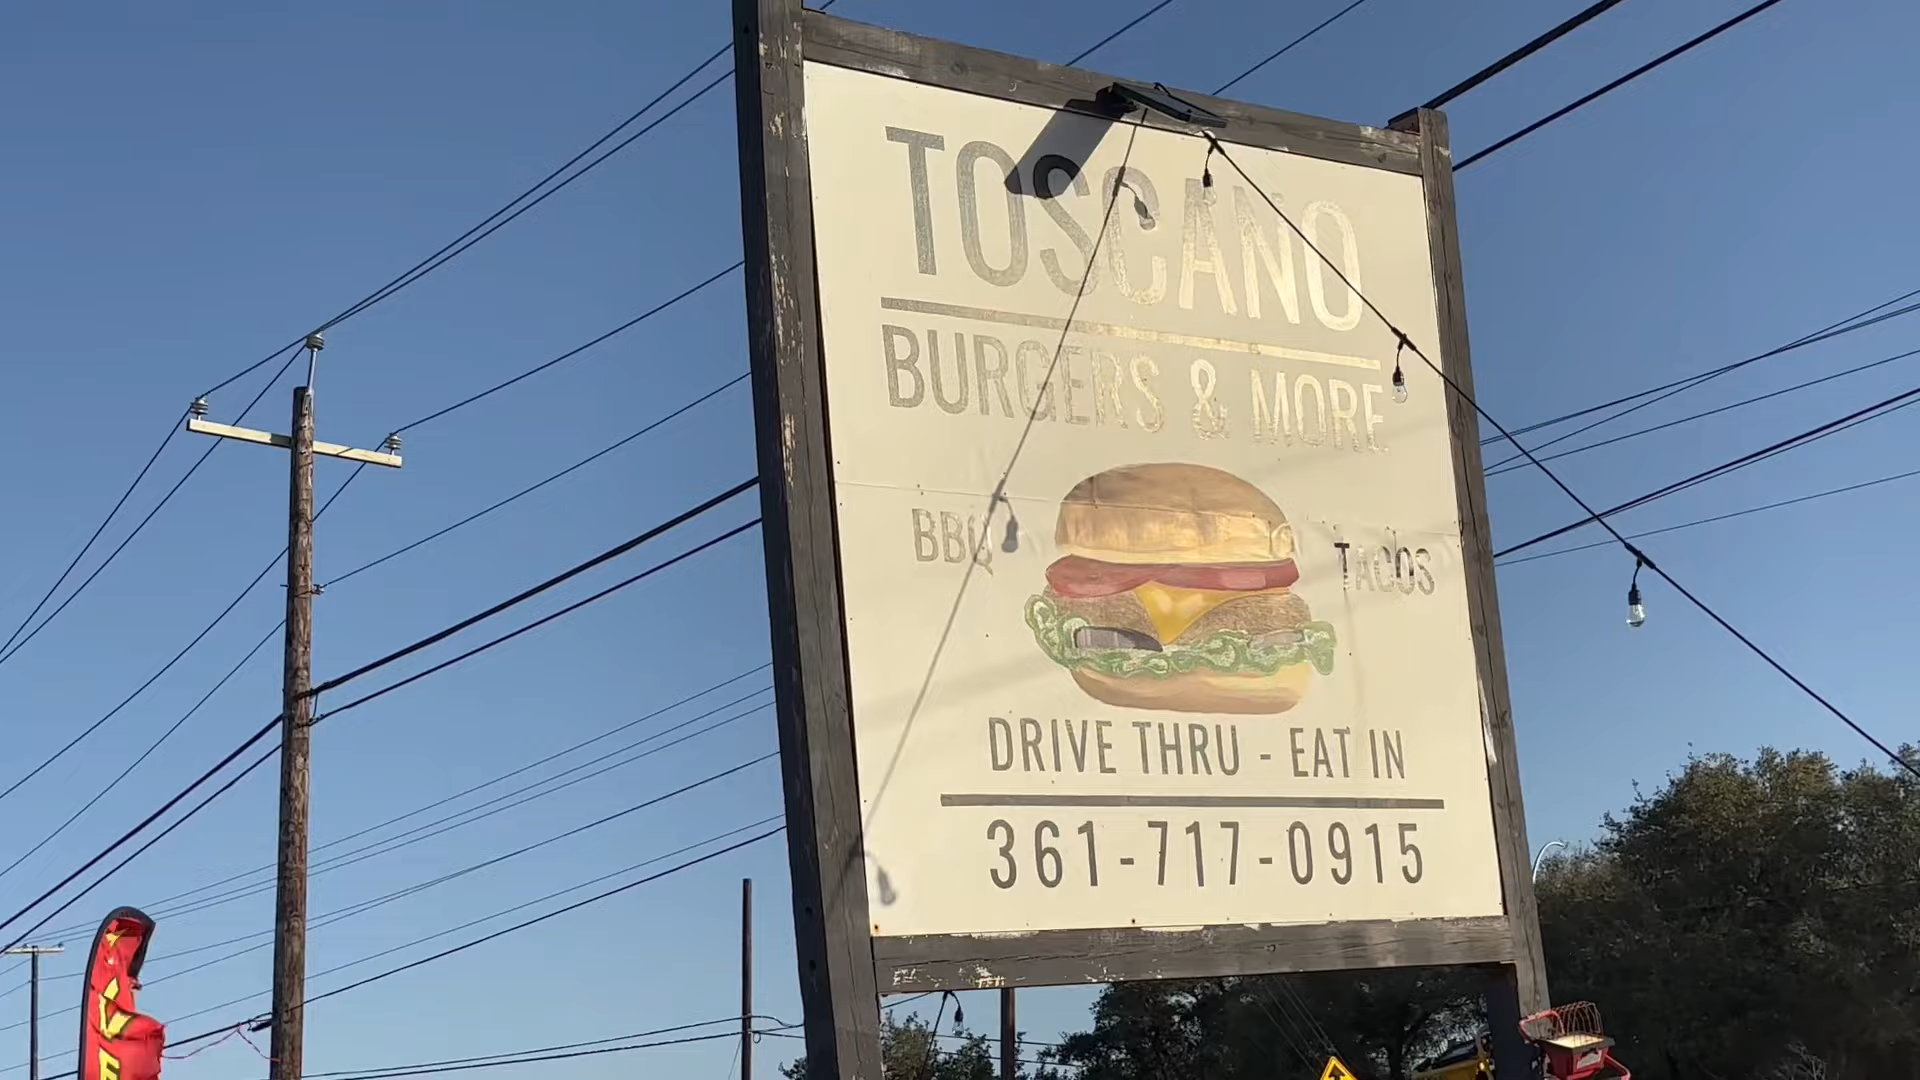 TOSCANO
BURGERS & MORE
BBQ
TACOS
DRIVE THRU - EAT IN
361-717-0915